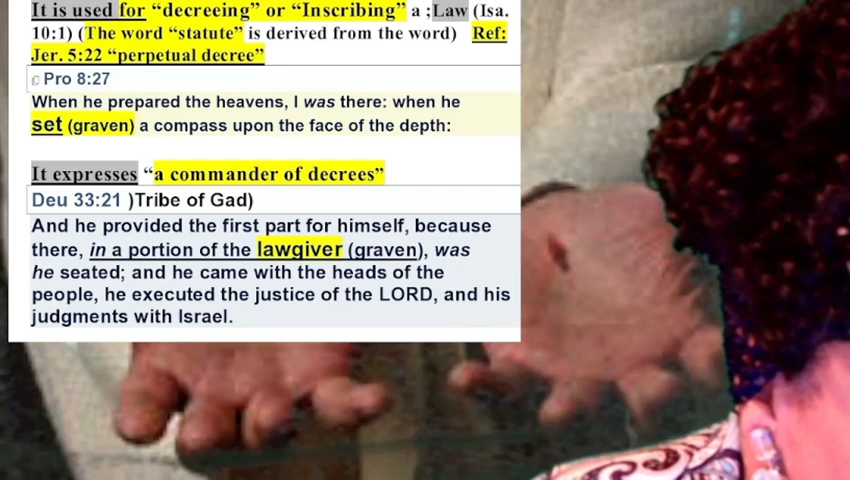 It is used for “decreeing” or “Inscribing” a ;Law (Isa.
10:1) (The word “statute” is derived from the word) Ref:
Jer. 5:22 “perpetual decree”
Pro 8:27
When he prepared the heavens, I was there: when he
set (graven) a compass upon the face of the depth:
It expresses “a commander of decrees”
Deu 33:21 )Tribe of Gad)
And he provided the first part for himself, because
there, in a portion of the lawgiver (graven), was
he seated; and he came with the heads of the
people, he executed the justice of the LORD, and his
judgments with Israel.